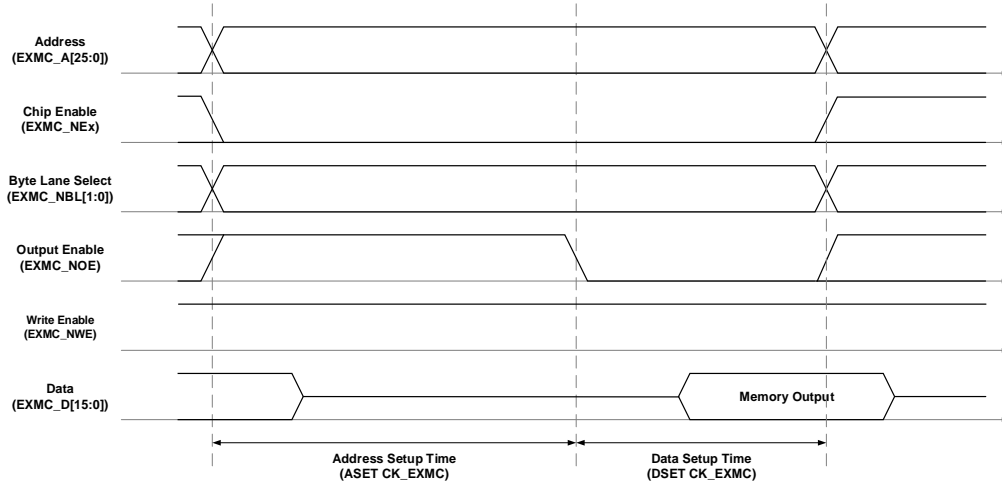 Address
(EXMC_A[25:0])
Chip Enable
(EXMC_NEx)
Byte Lane Select
(EXMC_NBL[1:0])
Output Enable
(EXMC_NOE)
Write Enable
(EXMC_NWE)
Data
(EXMC_D[15:0])
Memory Output
Address Setup Time
(ASET CK_EXMC)
Data Setup Time
(DSET CK_EXMC)